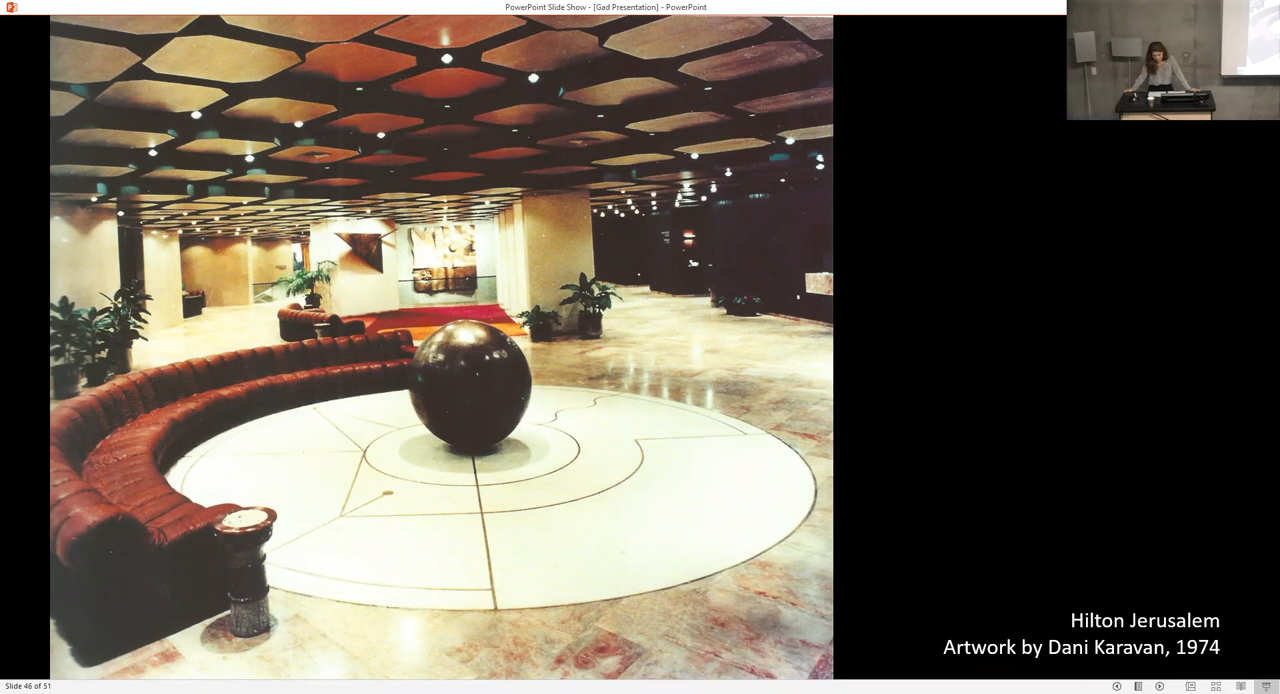 PowerPoint Slide Show - [Gad Presentation] - PowerPoint
Hilton Jerusalem
Artwork by Dani Karavan, 1974
Slide 46 of 51